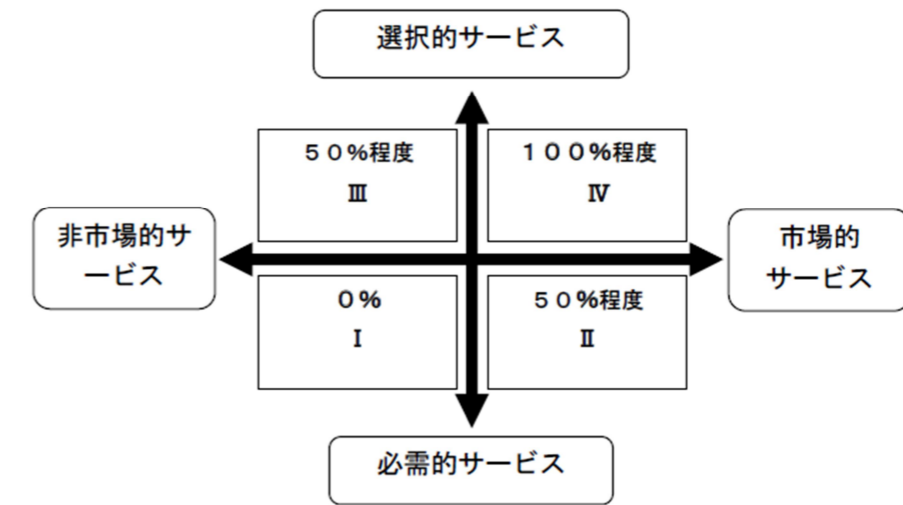 選択的サービス
５０%程度
Ⅲ
１００%程度
Ⅳ
非市場的サ
ービス
市場的
サービス
０%
Ⅰ
５０%程度
Ⅱ
必需的サービス